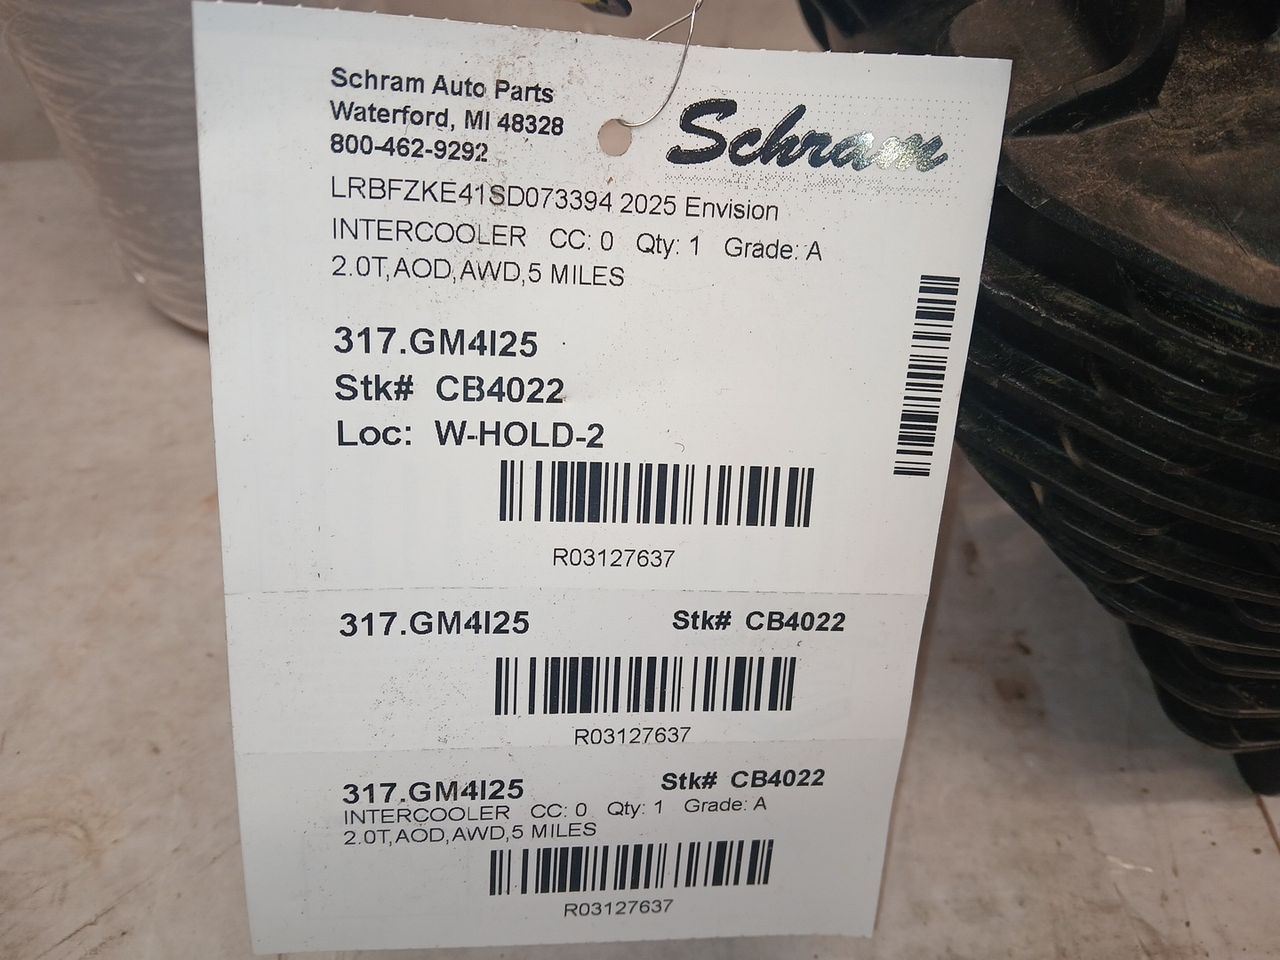 Schram Auto Parts
Waterford, MI 48328
800-462-9292
Schram
LRBFZKE41SD073394 2025 Envision
INTERCOOLER CC: 0 Qty: 1 Grade: A
2.0T,AOD,AWD,5 MILES
317.GM4I25
Stk# CB4022
Loc: W-HOLD-2
R03127637
317.GM4I25 Stk# CB4022
R03127637
317.GM4I25 Stk# CB4022
INTERCOOLER CC: 0 Qty: 1 Grade: A
2.0T,AOD,AWD,5 MILES
R03127637